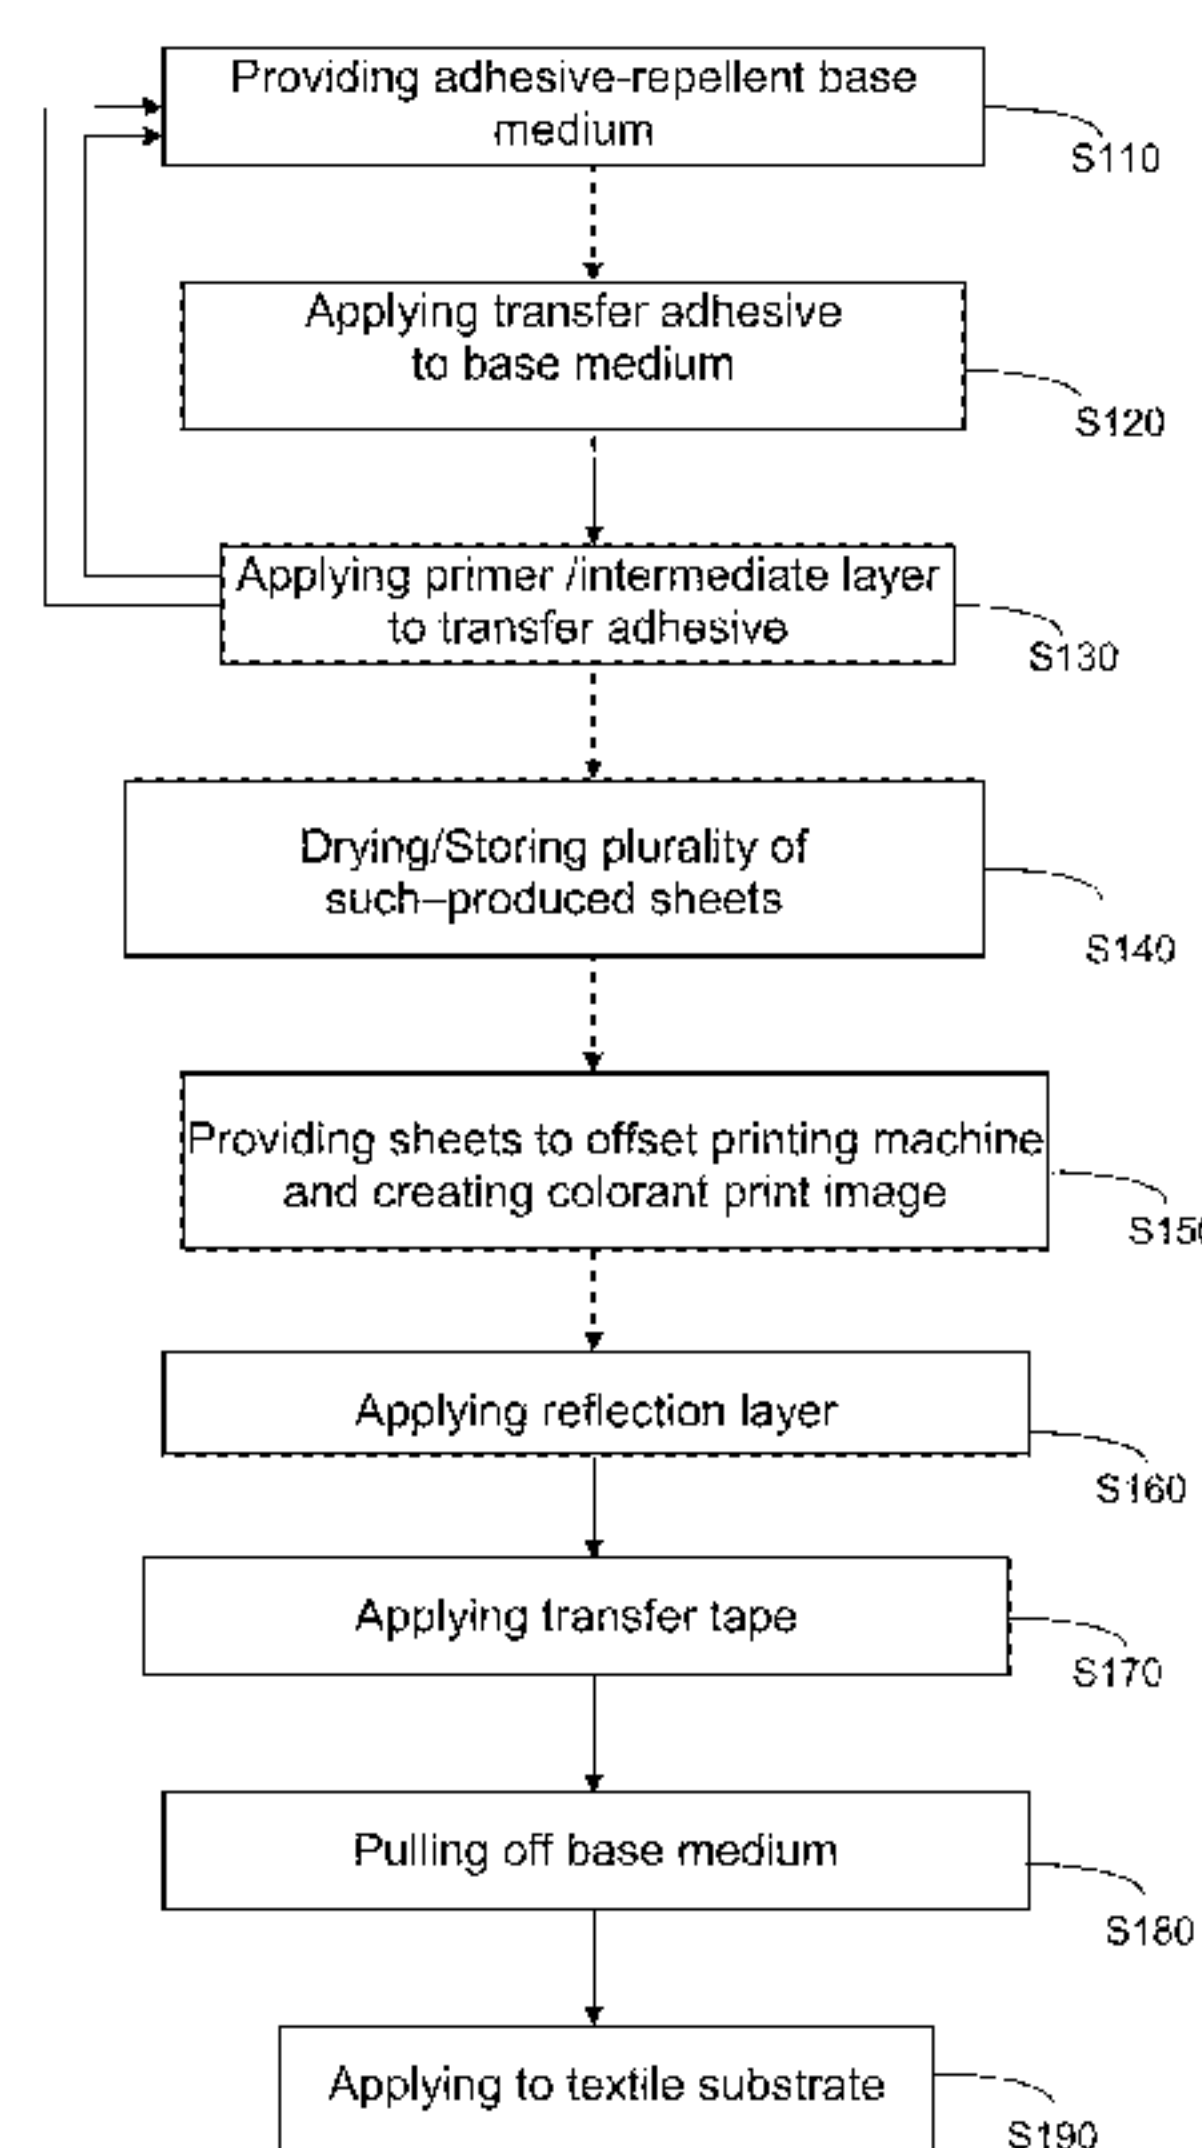 Providing adhesive-repellent base
medium
S110
Applying transfer adhesive
to base medium
S120
Applying primer /intermediate layer
to transfer adhesive
S130
Drying/Storing plurality of
such–produced sheets
S140
Providing sheets to offset printing machine
and creating colorant print image
S150
Applying reflection layer
S160
Applying transfer tape
S170
Pulling off base medium
S180
Applying to textile substrate
S190